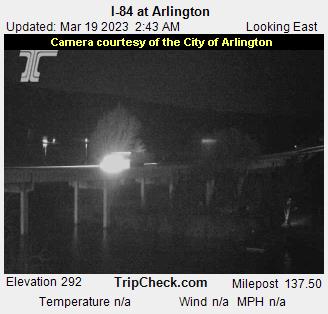 I-84 at Arlington
Updated: Mar 19 2023 2:43 AM Looking East
Camera courtesy of the City of Arlington
Elevation 292 TripCheck.com Milepost 137.50
Temperature n/a Wind n/a MPH n/a